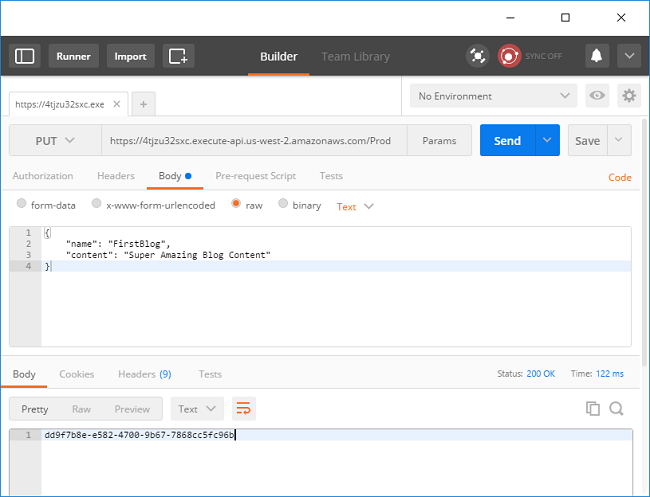 Runner Import Builder Team Library SYNC OFF
https://4tjzu32sxc.exe No Environment
PUT https://4tjzu32sxc.execute-api.us-west-2.amazonaws.com/Prod Params Send Save
Authorization Headers Body Pre-request Script Tests Code
form-data x-www-form-urlencoded raw binary Text
1 {
2 "name": "FirstBlog",
3 "content": "Super Amazing Blog Content"
4 }
Body Cookies Headers (9) Tests Status: 200 OK Time: 122 ms
Pretty Raw Preview Text
1 dd9f7b8e-e582-4700-9b67-7868cc5fc96b